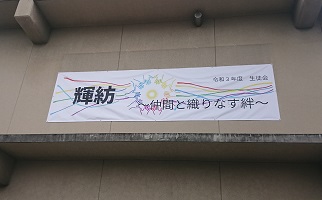 令和3年度 生徒会
輝紡
～仲間と織りなす絆～